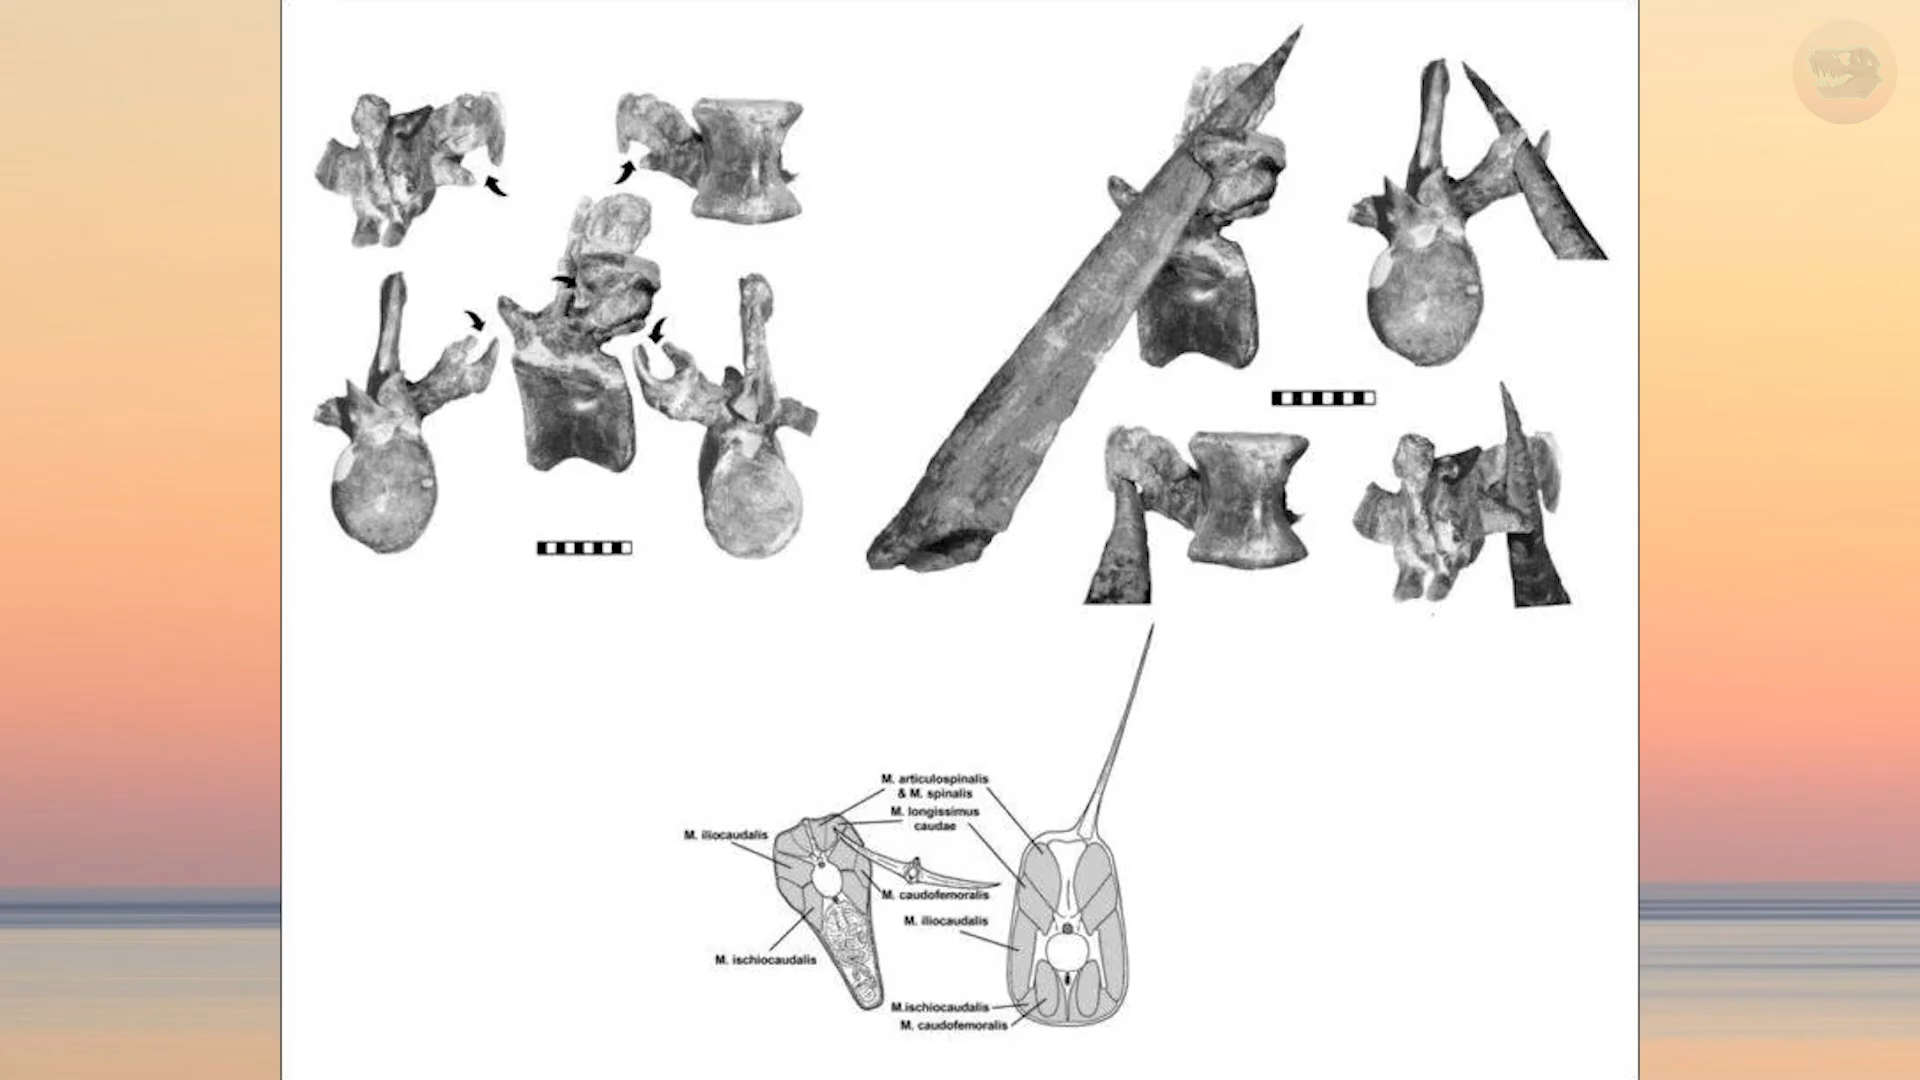 M. articulospinalis
& M. spinalis
M. longissimus
caudae
M. iliocaudalis
M. caudofemoralis
M. iliocaudalis
M. ischiocaudalis
M.ischiocaudalis
M. caudofemoralis